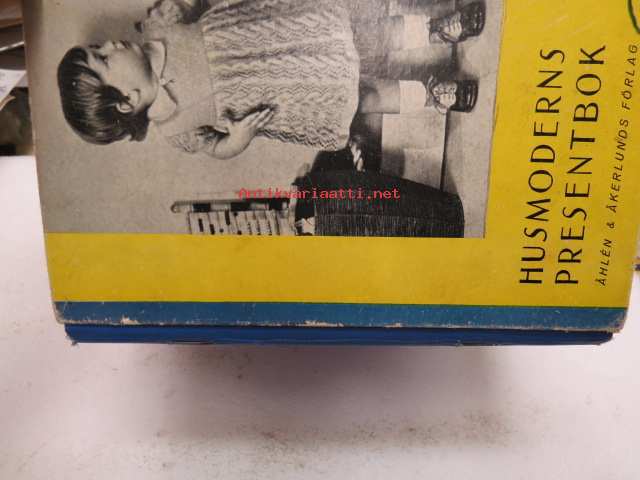 HUSMODERNS
PRESENTBOK
ÅHLÉN & ÅKERLUNDS FÖRLAG
Antikvariaatti.net